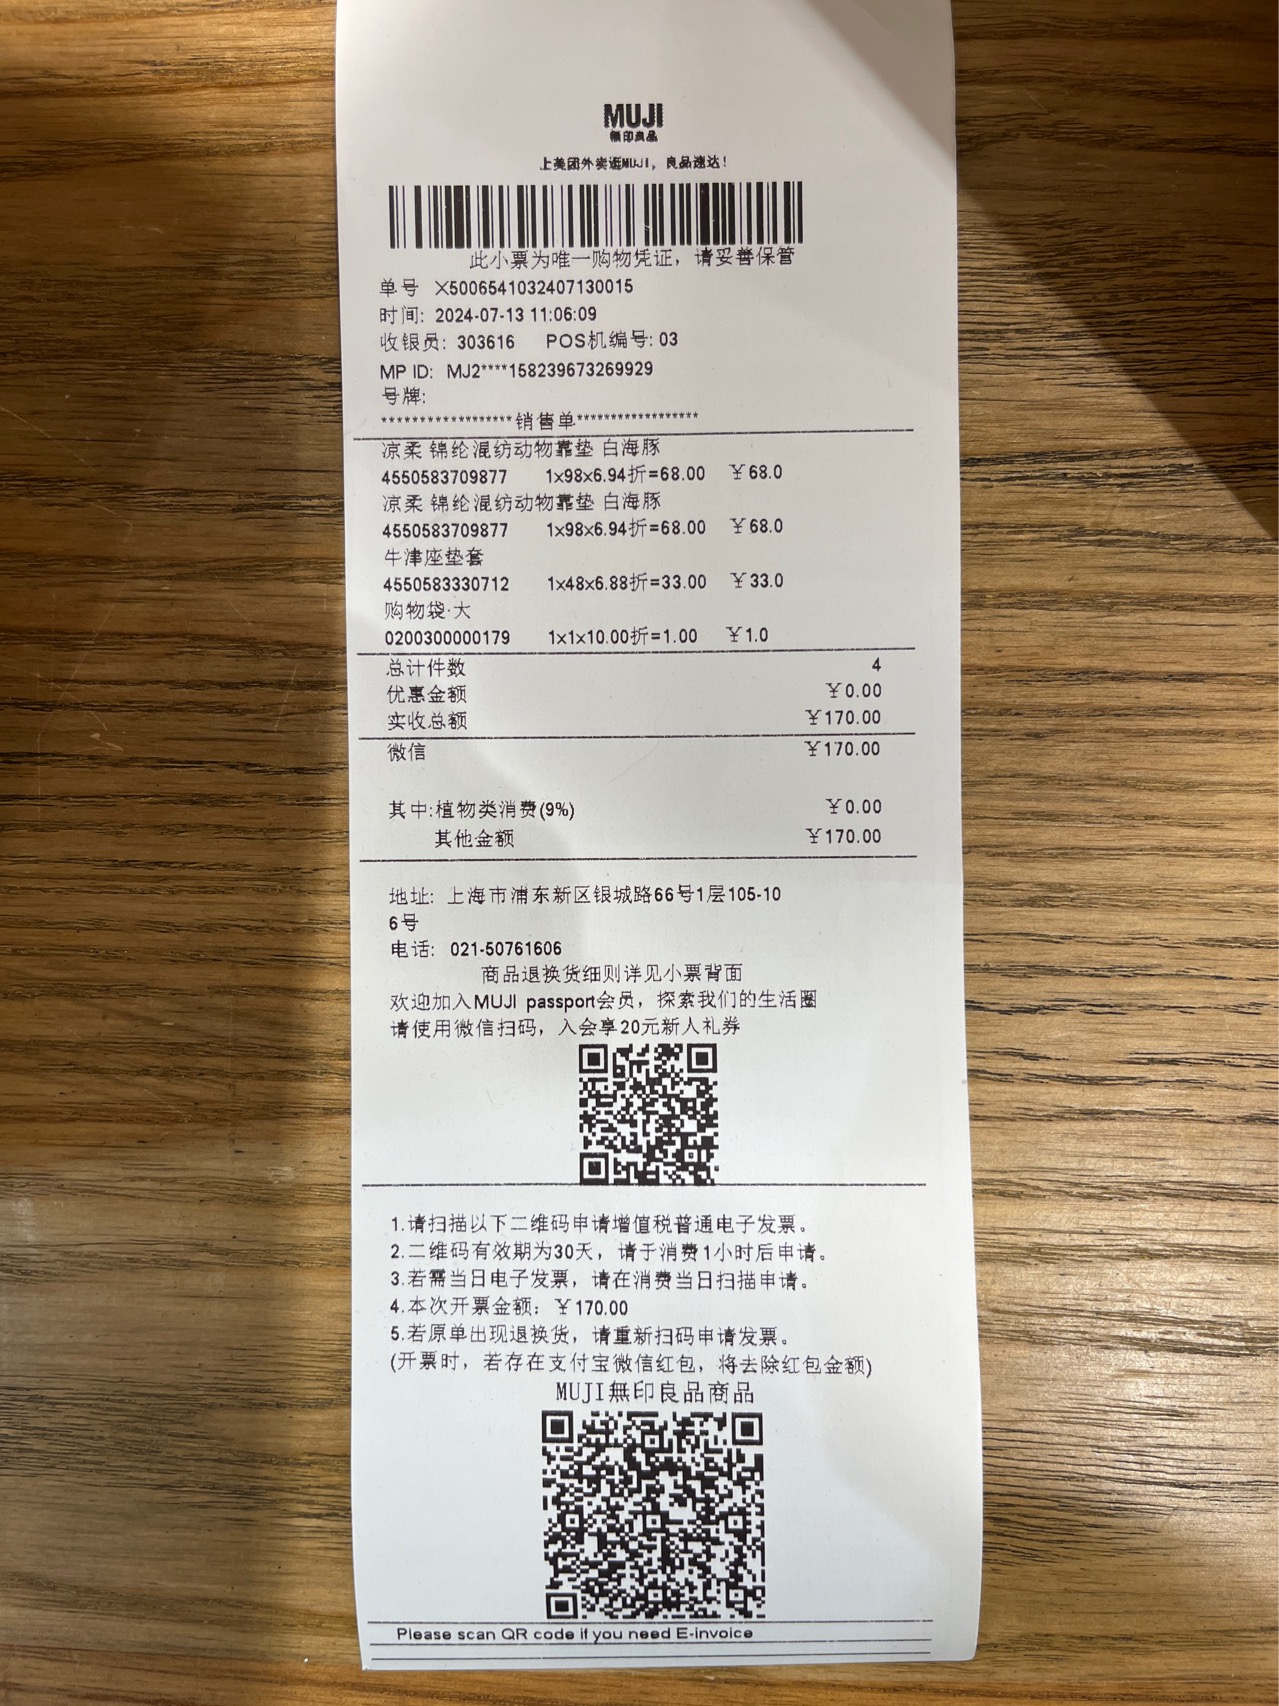 MUJI
無印良品
上美团外卖逛MUJI，良品速达！
此小票为唯一购物凭证，请妥善保管
单号 X5006541032407130015
时间: 2024-07-13 11:06:09
收银员: 303616 POS机编号: 03
MP ID: MJ2****158239673269929
号牌:
*****************销售单*****************
凉柔 锦纶混纺动物靠垫 白海豚
4550583709877 1x98x6.94折=68.00 ￥68.0
凉柔 锦纶混纺动物靠垫 白海豚
4550583709877 1x98x6.94折=68.00 ￥68.0
牛津座垫套
4550583330712 1x48x6.88折=33.00 ￥33.0
购物袋·大
0200300000179 1x1x10.00折=1.00 ￥1.0
总计件数 4
优惠金额 ￥0.00
实收总额 ￥170.00
微信 ￥170.00
其中:植物类消费(9%) ￥0.00
其他金额 ￥170.00
地址: 上海市浦东新区银城路66号1层105-10
6号
电话: 021-50761606
商品退换货细则详见小票背面
欢迎加入MUJI passport会员，探索我们的生活圈
请使用微信扫码，入会享20元新人礼券
1.请扫描以下二维码申请增值税普通电子发票。
2.二维码有效期为30天，请于消费1小时后申请。
3.若需当日电子发票，请在消费当日扫描申请。
4.本次开票金额: ￥170.00
5.若原单出现退换货，请重新扫码申请发票。
(开票时，若存在支付宝微信红包，将去除红包金额)
MUJI無印良品商品
Please scan QR code if you need E-invoice